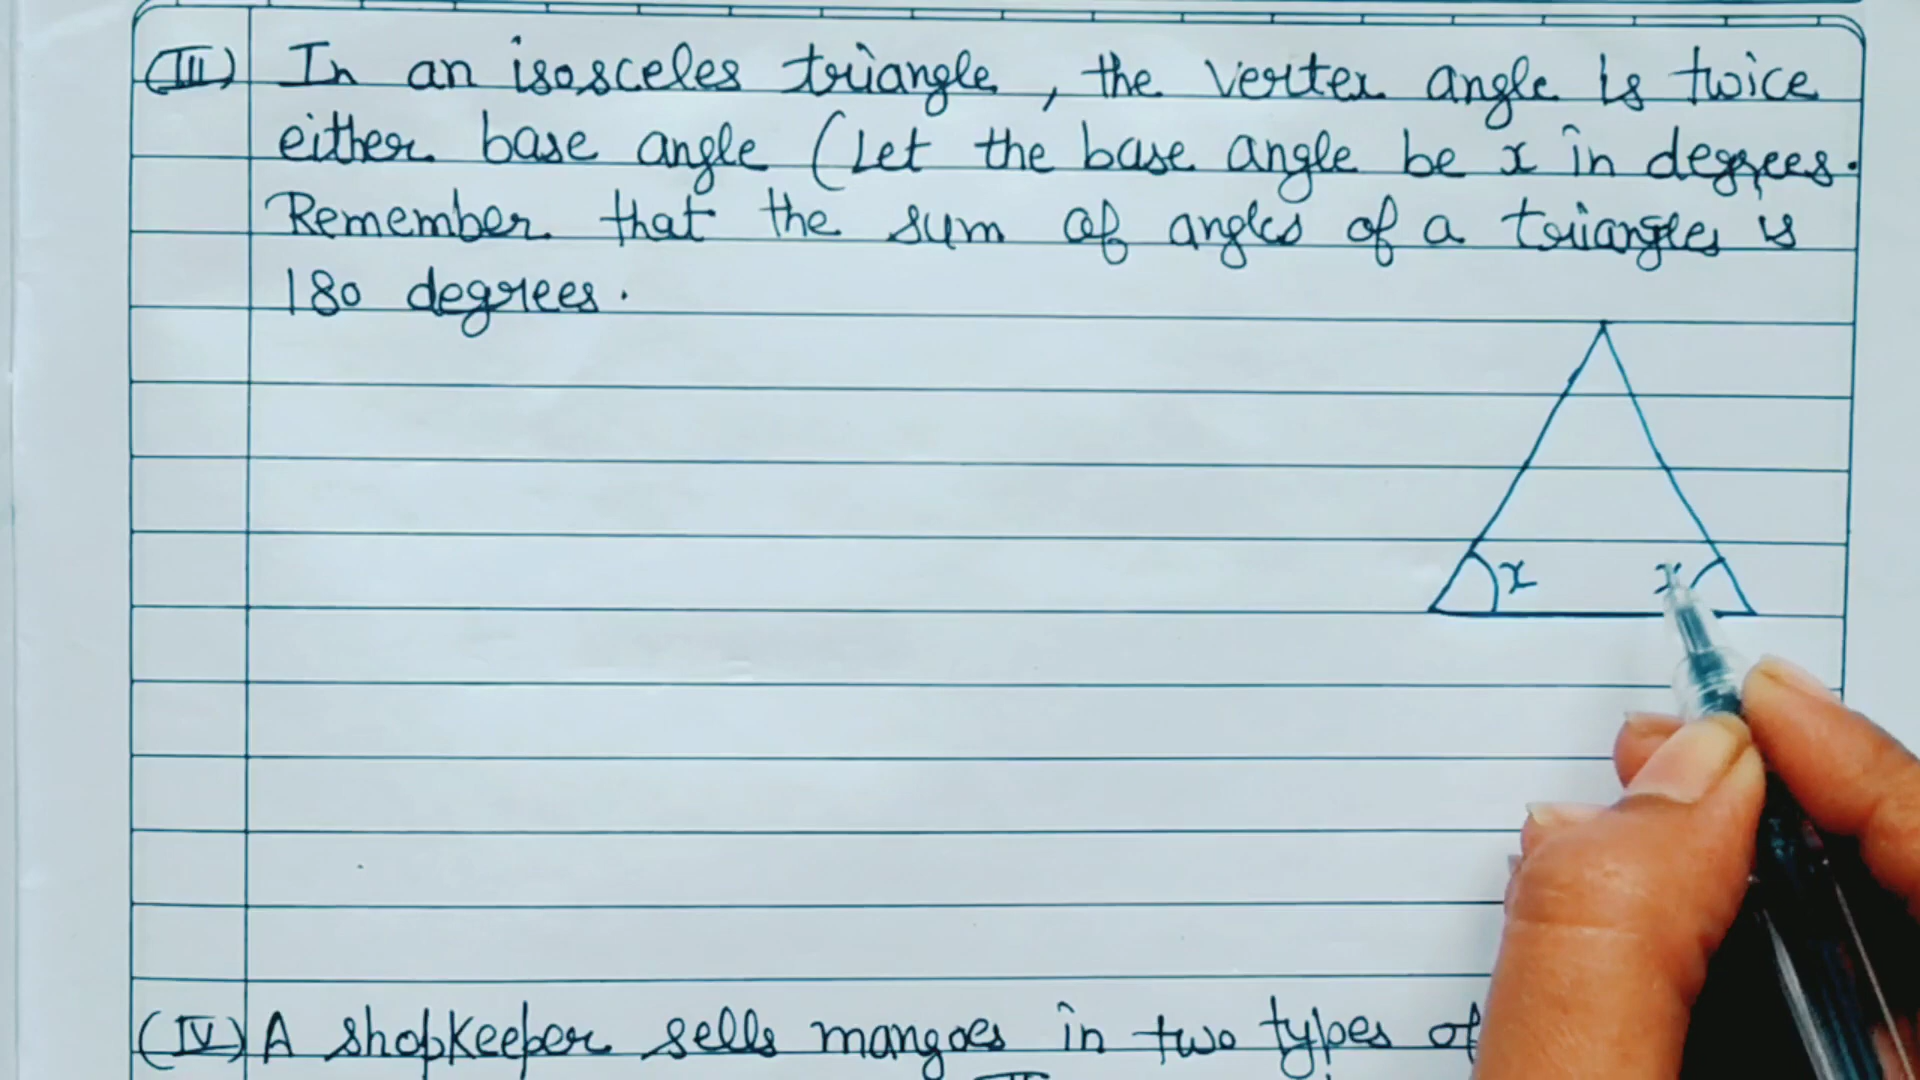 (III) In an isosceles triangle, the vertex angle is twice
either base angle (Let the base angle be x in degrees.
Remember that the sum of angles of a triangles is
180 degrees.
x x
(IV) A shopkeeper sells mangoes in two types of